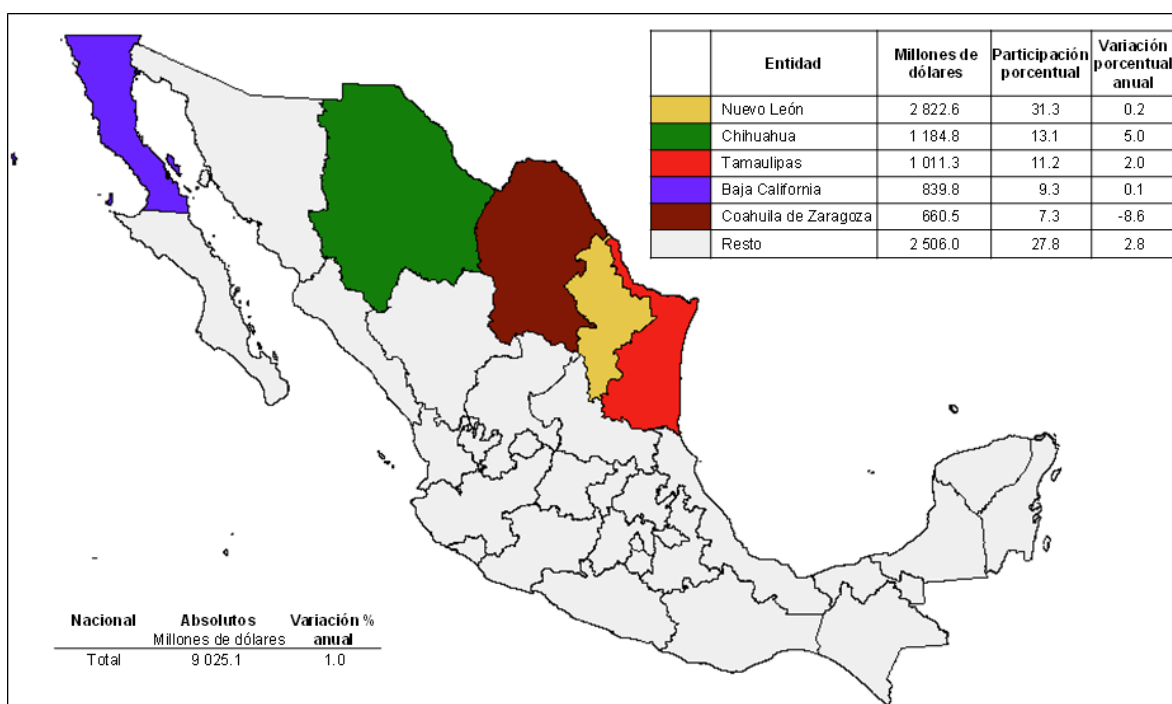 Entidad Millones de dólares Participación porcentual Variación porcentual anual
Nuevo León 2 822.6 31.3 0.2
Chihuahua 1 184.8 13.1 5.0
Tamaulipas 1 011.3 11.2 2.0
Baja California 839.8 9.3 0.1
Coahuila de Zaragoza 660.5 7.3 -8.6
Resto 2 506.0 27.8 2.8
Nacional Absolutos Variación %
Millones de dólares anual
Total 9 025.1 1.0